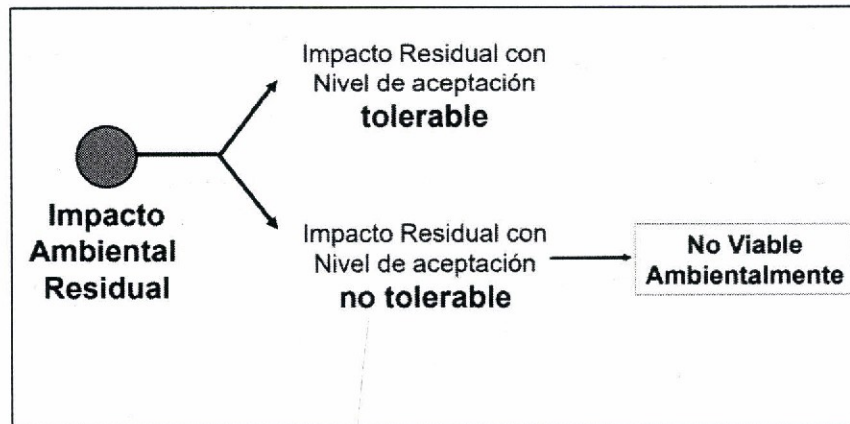 Impacto Residual con
Nivel de aceptación
tolerable
Impacto
Ambiental
Residual
Impacto Residual con
Nivel de aceptación
no tolerable
No Viable
Ambientalmente